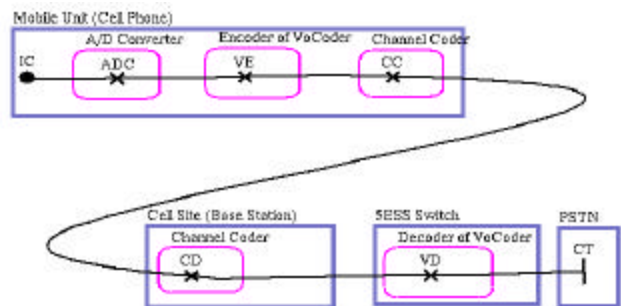 Mobile Unit (Cell Phone)
A/D Converter
Encoder of VoCoder
Channel Coder
IC
ADC
VE
CC
Cell Site (Base Station)
5ESS Switch
PSTN
Channel Coder
Decoder of VoCoder
CD
VD
CT